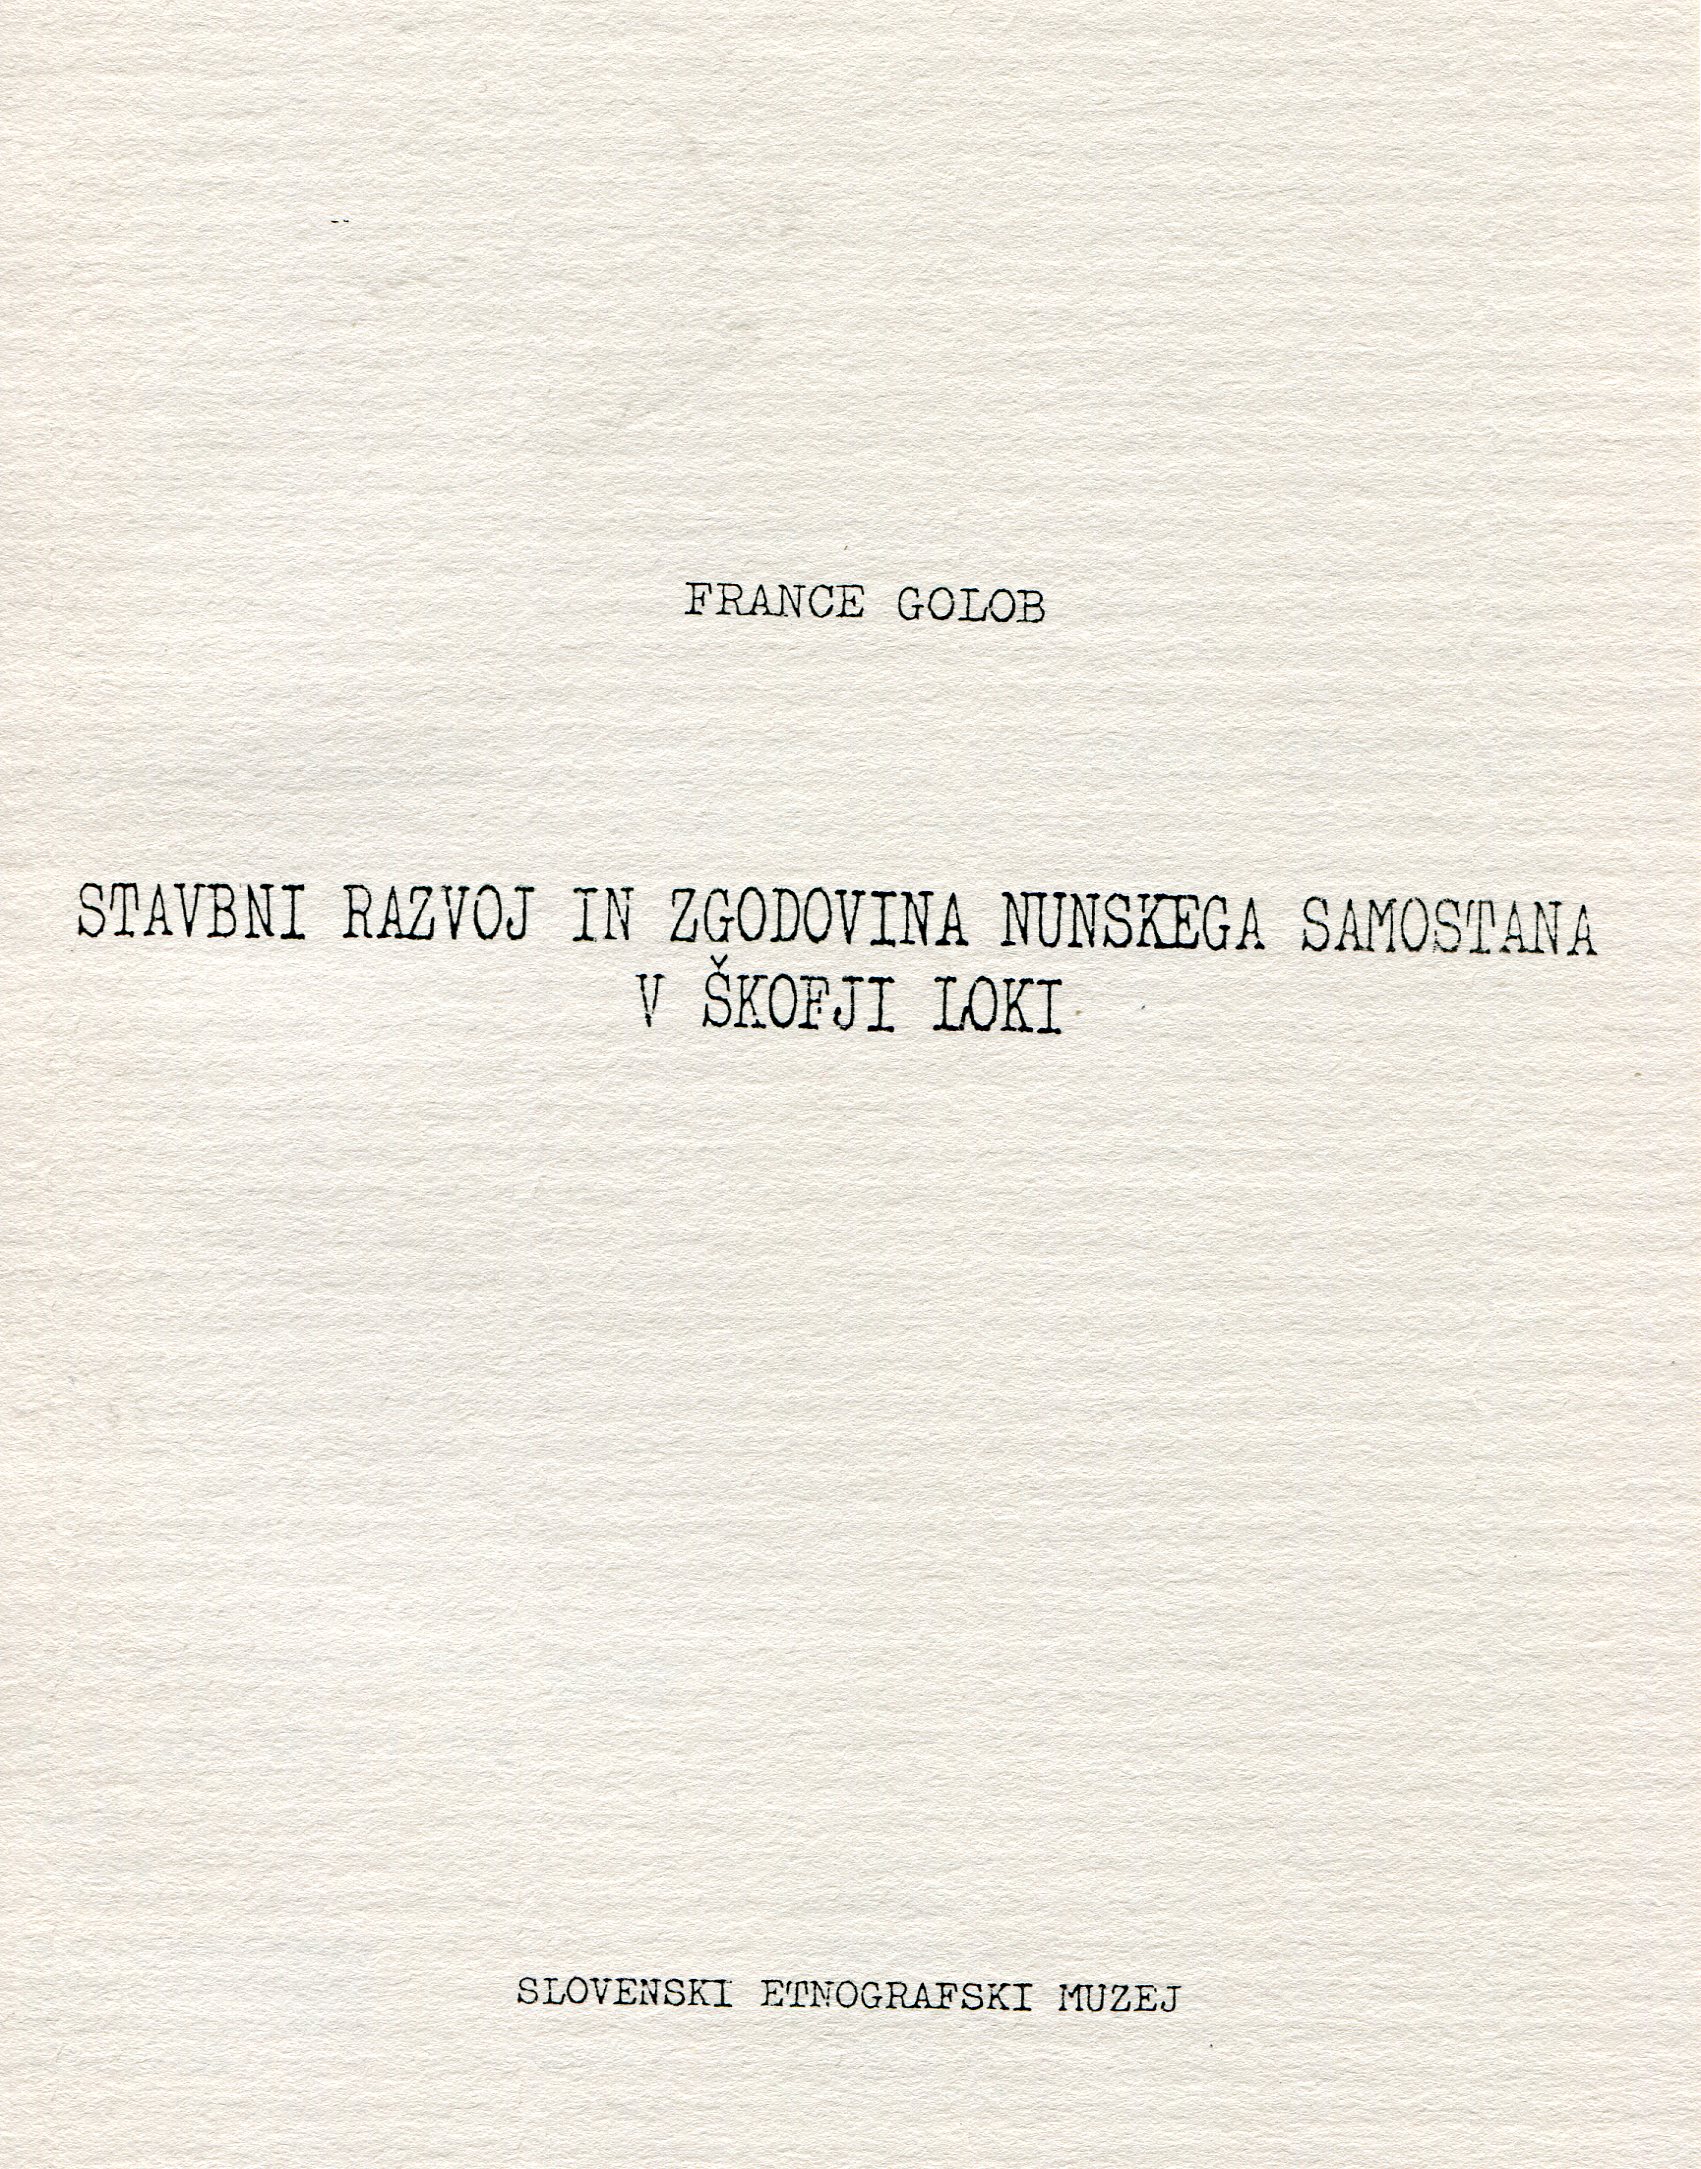 FRANCE GOLOB
STAVBNI RAZVOJ IN ZGODOVINA NUNSKEGA SAMOSTANA
V ŠKOFJI LOKI
SLOVENSKI ETNOGRAFSKI MUZEJ